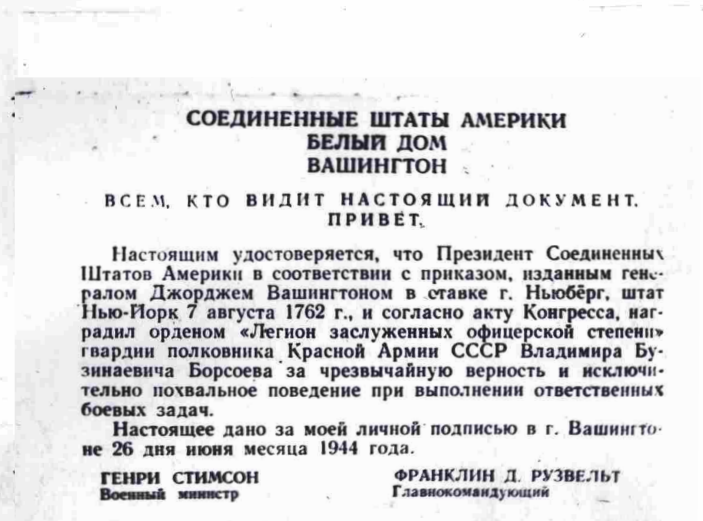 СОЕДИНЕННЫЕ ШТАТЫ АМЕРИКИ
БЕЛЫЙ ДОМ
ВАШИНГТОН
ВСЕМ, КТО ВИДИТ НАСТОЯЩИЙ ДОКУМЕНТ.
ПРИВЕТ.
Настоящим удостоверяется, что Президент Соединенных
Штатов Америки в соответствии с приказом, изданным гене-
ралом Джорджем Вашингтоном в ставке г. Ньюбёрг, штат
Нью-Йорк 7 августа 1762 г., и согласно акту Конгресса, наг-
радил орденом «Легион заслуженных офицерской степени»
гвардии полковника Красной Армии СССР Владимира Бу-
зинаевича Борсоева за чрезвычайную верность и исключи-
тельно похвальное поведение при выполнении ответственных
боевых задач.
Настоящее дано за моей личной подписью в г. Вашингто-
не 26 дня июня месяца 1944 года.
ГЕНРИ СТИМСОН
Военный министр
ФРАНКЛИН Д. РУЗВЕЛЬТ
Главнокомандующий